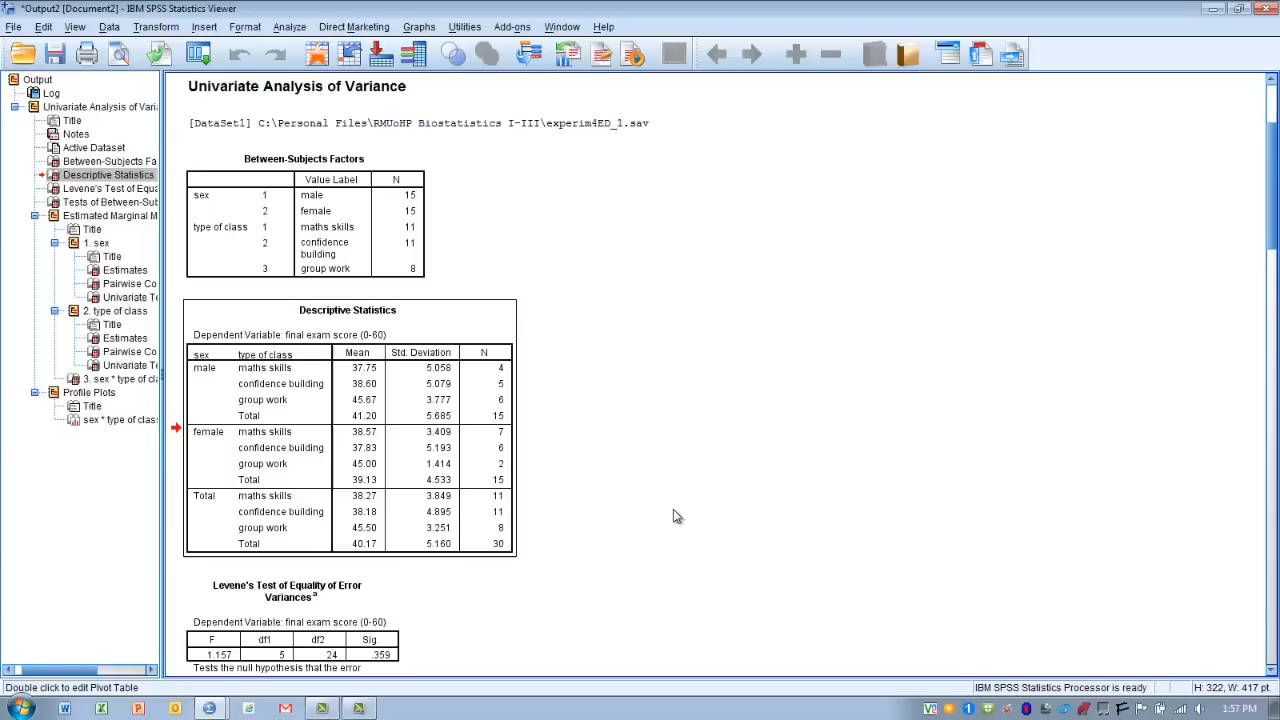 *Output2 [Document2] - IBM SPSS Statistics Viewer
File Edit View Data Transform Insert Format Analyze Direct Marketing Graphs Utilities Add-ons Window Help
Output
Log
Univariate Analysis of Varia
Title
Notes
Active Dataset
Between-Subjects Fa
Descriptive Statistics
Levene's Test of Equa
Tests of Between-Sub
Estimated Marginal M
Title
1. sex
Title
Estimates
Pairwise Co
Univariate Te
2. type of class
Title
Estimates
Pairwise Co
Univariate Te
3. sex * type of cla
Profile Plots
Title
sex * type of class
Univariate Analysis of Variance
[DataSet1] C:\Personal Files\RMUoHP Biostatistics I-III\experim4ED_1.sav
Between-Subjects Factors
Value Label N
sex 1 male 15
2 female 15
type of class 1 maths skills 11
2 confidence building 11
3 group work 8
Descriptive Statistics
Dependent Variable: final exam score (0-60)
sex type of class Mean Std. Deviation N
male maths skills 37.75 5.058 4
confidence building 38.60 5.079 5
group work 45.67 3.777 6
Total 41.20 5.685 15
female maths skills 38.57 3.409 7
confidence building 37.83 5.193 6
group work 45.00 1.414 2
Total 39.13 4.533 15
Total maths skills 38.27 3.849 11
confidence building 38.18 4.895 11
group work 45.50 3.251 8
Total 40.17 5.160 30
Levene's Test of Equality of Error
Variances a
Dependent Variable: final exam score (0-60)
F df1 df2 Sig.
1.157 5 24 .359
Tests the null hypothesis that the error
Double click to edit Pivot Table
IBM SPSS Statistics Processor is ready
H: 322, W: 417 pt.
1:57 PM